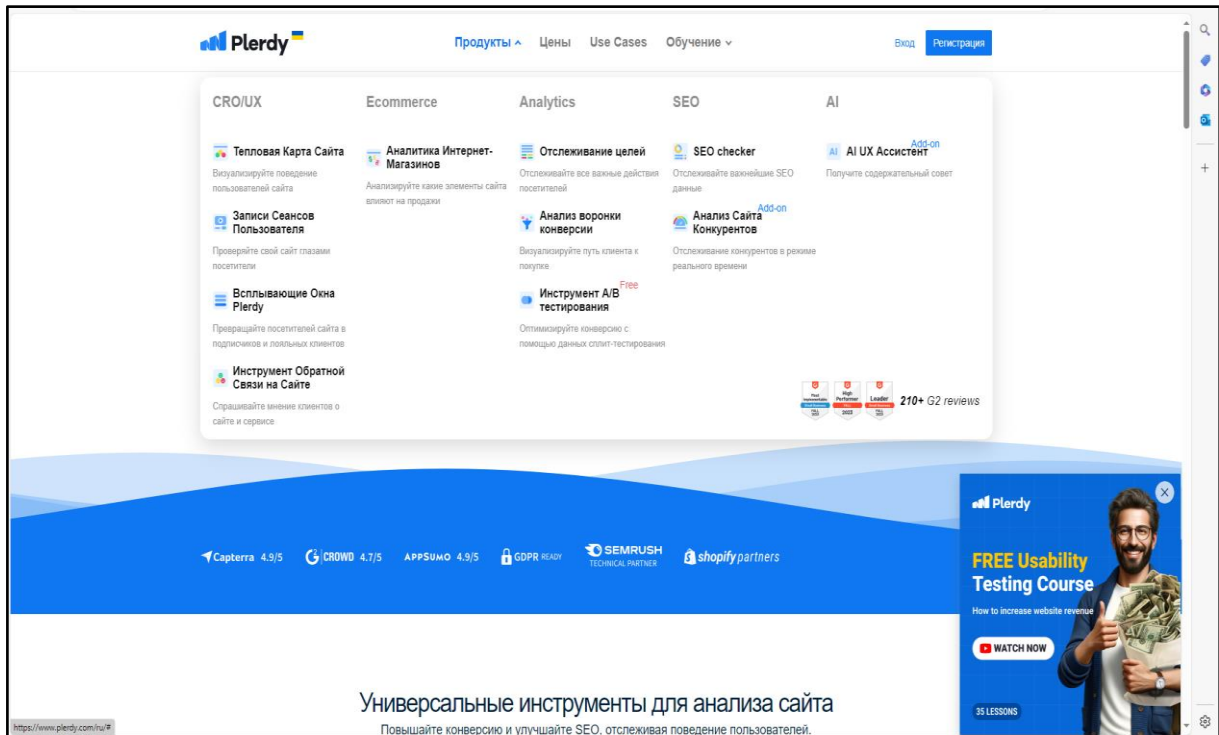 Plerdy
Продукты
Цены
Use Cases
Обучение
Вход
Регистрация
CRO/UX
Тепловая Карта Сайта
Визуализируйте поведение
пользователей сайта
Записи Сеансов
Пользователя
Проверяйте свой сайт глазами
посетители
Всплывающие Окна
Plerdy
Превращайте посетителей сайта в
подписчиков и лояльных клиентов
Инструмент Обратной
Связи на Сайте
Спрашивайте мнение клиентов о
сайте и сервисе
Ecommerce
Аналитика Интернет-
Магазинов
Анализируйте какие элементы сайта
влияют на продажи
Analytics
Отслеживание целей
Отслеживайте все важные действия
посетителей
Анализ воронки
конверсии
Визуализируйте путь клиента к
покупке
Free
Инструмент A/B
тестирования
Оптимизируйте конверсию с
помощью данных сплит-тестирования
SEO
SEO checker
Отслеживайте важнейшие SEO
данные
Add-on
Анализ Сайта
Конкурентов
Отслеживание конкурентов в режиме
реального времени
AI
Add-on
AI AI UX Ассистент
Получите содержательный совет
High
Performer
Leader
2023
210+ G2 reviews
Capterra 4.9/5
G2 CROWD 4.7/5
APPSUMO 4.9/5
GDPR READY
SEMRUSH
TECHNICAL PARTNER
shopify partners
Plerdy
X
FREE Usability
Testing Course
How to increase website revenue
WATCH NOW
35 LESSONS
Универсальные инструменты для анализа сайта
Повышайте конверсию и улучшайте SEO, отслеживая поведение пользователей.
https://www.plerdy.com/ru/#